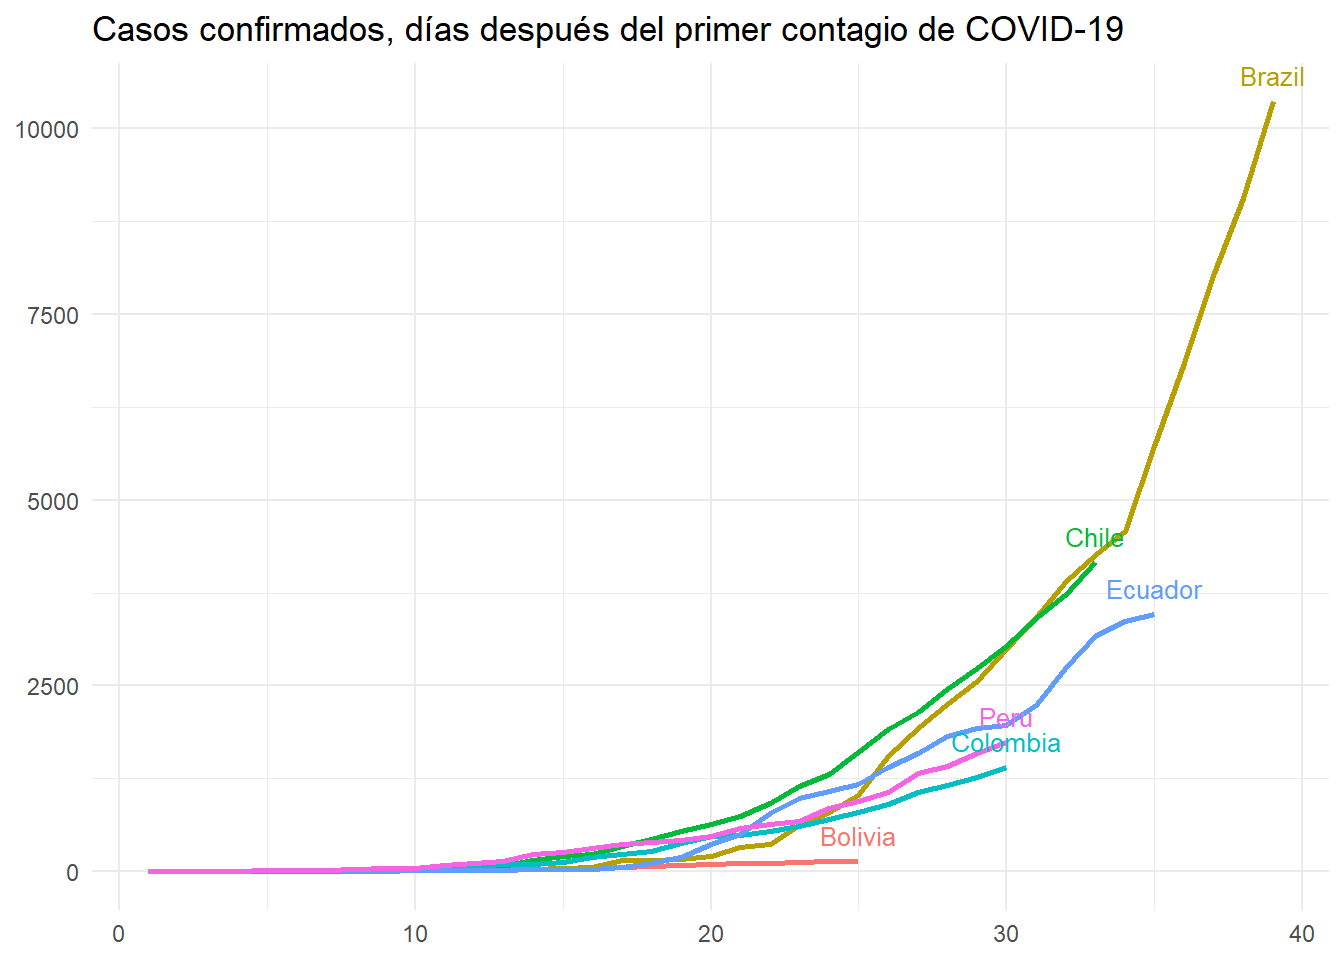 Casos confirmados, días después del primer contagio de COVID-19
Brazil
10000
7500
5000
Chile
Ecuador
2500
Peru
Colombia
Bolivia
0
0 10 20 30 40